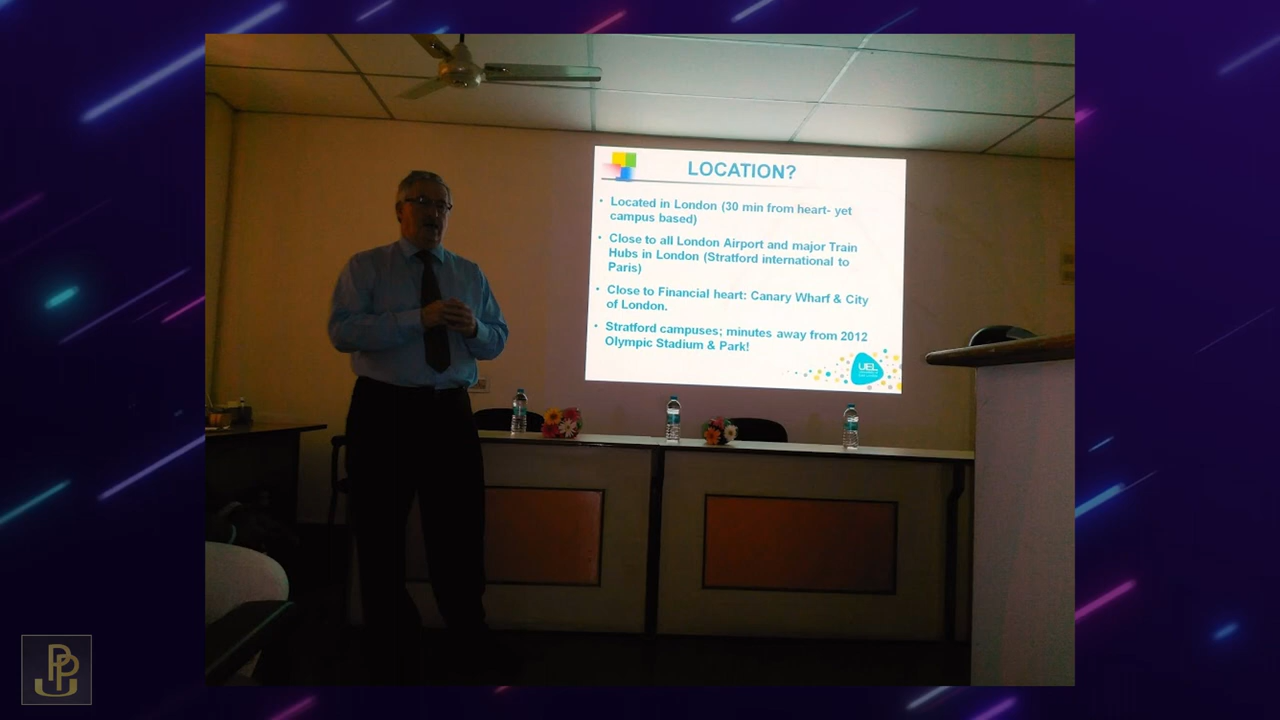 LOCATION?
• Located in London (30 min from heart- yet
campus based)
• Close to all London Airport and major Train
Hubs in London (Stratford international to
Paris)
• Close to Financial heart: Canary Wharf & City
of London.
• Stratford campuses; minutes away from 2012
Olympic Stadium & Park!
UEL